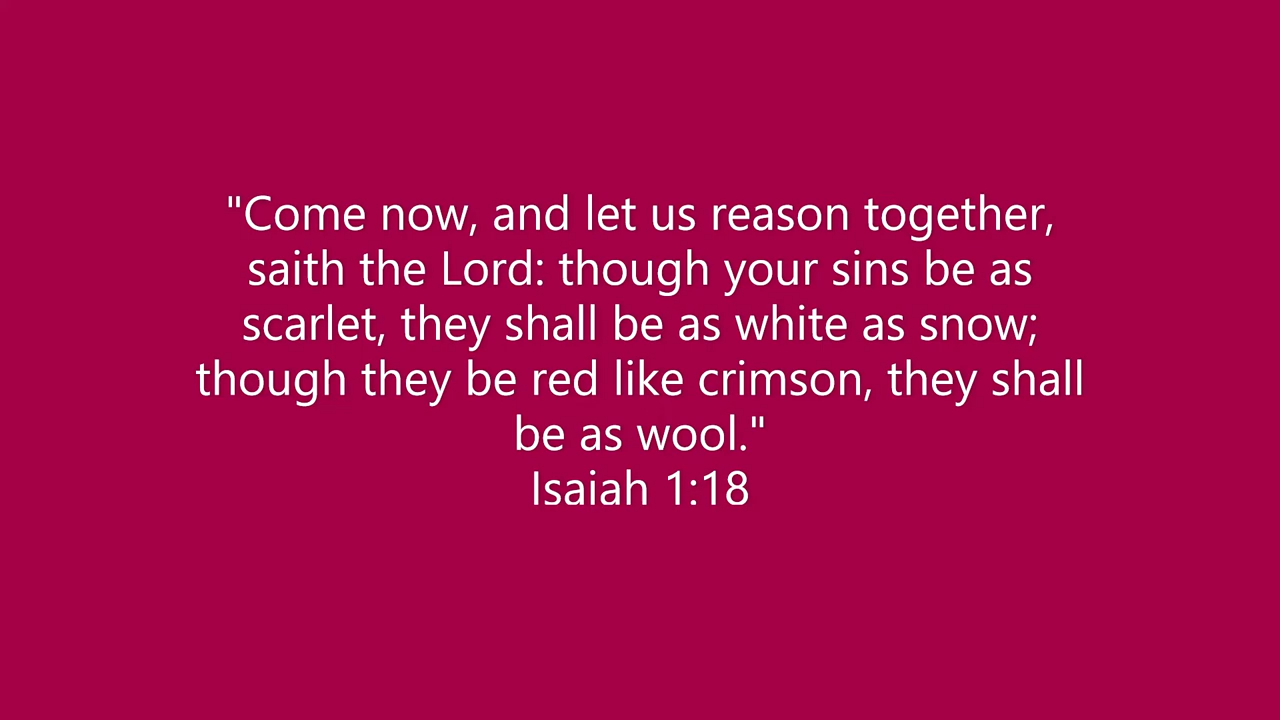 "Come now, and let us reason together,
saith the Lord: though your sins be as
scarlet, they shall be as white as snow;
though they be red like crimson, they shall
be as wool."
Isaiah 1:18